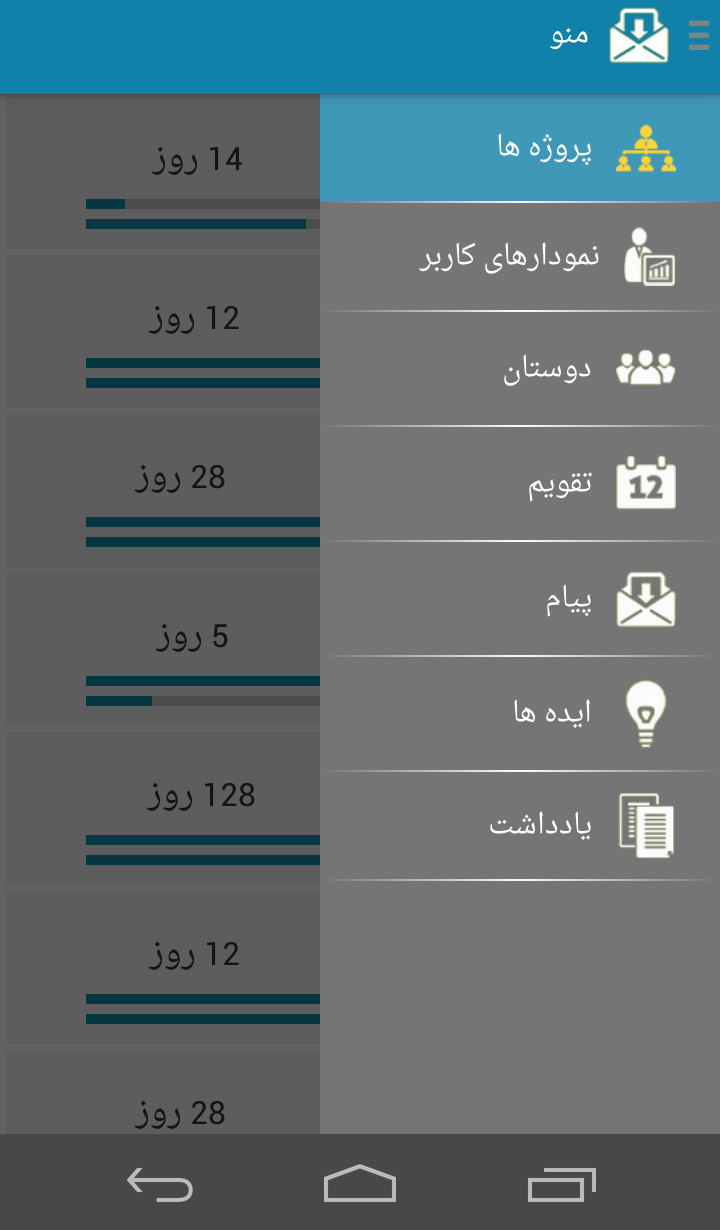 منو
پروژه ها
نمودارهای کاربر
دوستان
تقویم
12
پیام
ایده ها
یادداشت
14 روز
12 روز
28 روز
5 روز
128 روز
12 روز
28 روز